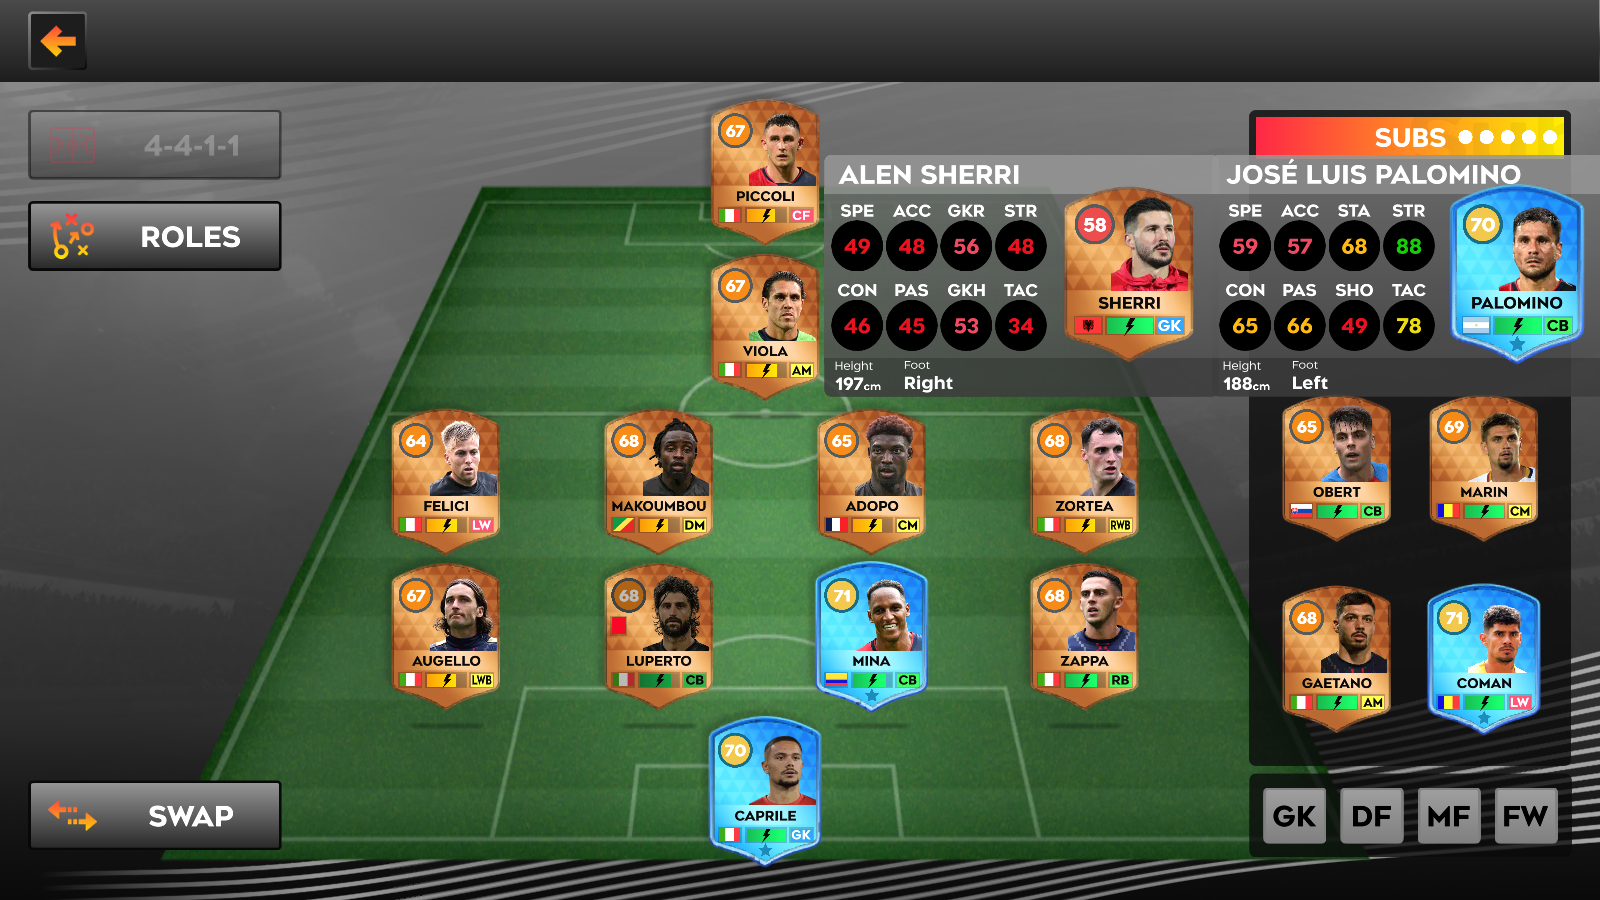 4-4-1-1
ROLES
SWAP
67
PICCOLI
CF
67
VIOLA
AM
ALEN SHERRI
SPE ACC GKR STR
49 48 56 48
CON PAS GKH TAC
46 45 53 34
Height Foot
197cm Right
58
SHERRI
GK
SUBS
JOSÉ LUIS PALOMINO
SPE ACC STA STR
59 57 68 88
CON PAS SHO TAC
65 66 49 78
Height Foot
188cm Left
70
PALOMINO
CB
64
FELICI
LW
68
MAKOUMBOU
DM
65
ADOPO
CM
68
ZORTEA
RWB
65
OBERT
CB
69
MARIN
CM
67
AUGELLO
LWB
68
LUPERTO
CB
71
MINA
CB
68
ZAPPA
RB
68
GAETANO
AM
71
COMAN
LW
70
CAPRILE
GK
GK DF MF FW